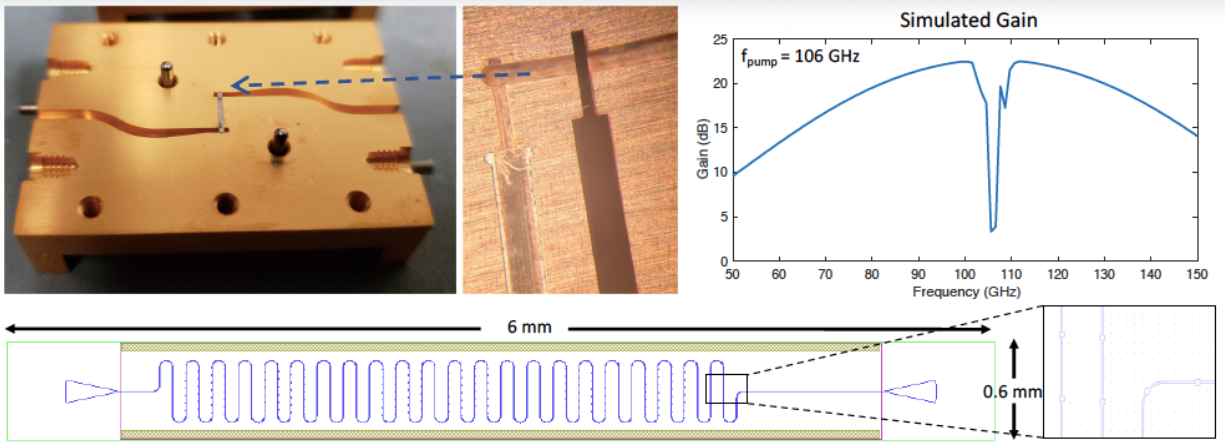 Simulated Gain
f_pump = 106 GHz
Gain (dB)
25
20
15
10
5
0
50 60 70 80 90 100 110 120 130 140 150
Frequency (GHz)
6 mm
0.6 mm